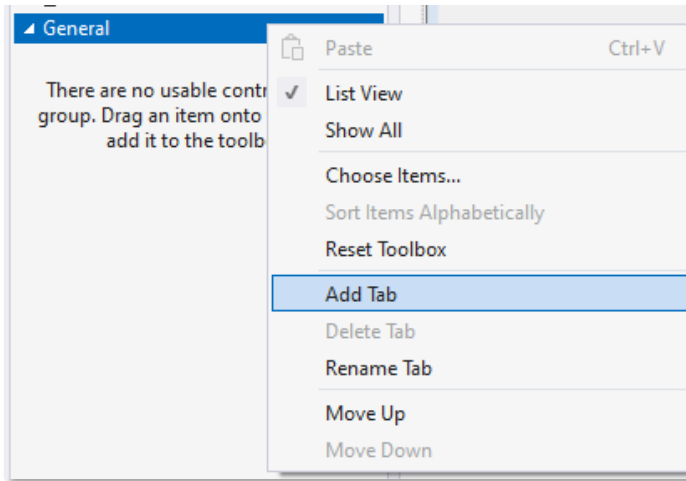 General
There are no usable contr
group. Drag an item onto
add it to the toolb
Paste Ctrl+V
List View
Show All
Choose Items...
Sort Items Alphabetically
Reset Toolbox
Add Tab
Delete Tab
Rename Tab
Move Up
Move Down